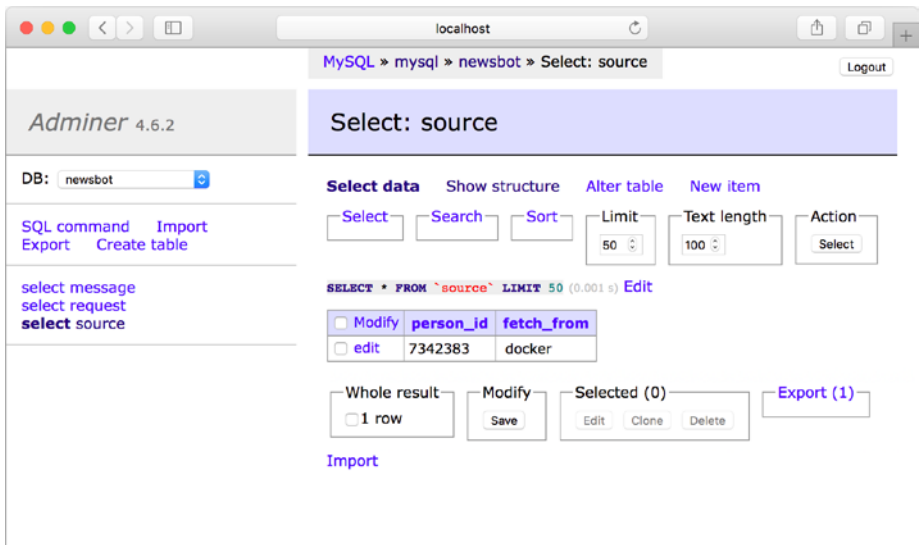 localhost
MySQL » mysql » newsbot » Select: source
Logout
Adminer 4.6.2
Select: source
DB: newsbot
Select data Show structure Alter table New item
SQL command Import
Export Create table
Select Search Sort Limit Text length Action
50 100 Select
select message
select request
select source
SELECT * FROM `source` LIMIT 50 (0.001 s) Edit
Modify person_id fetch_from
edit 7342383 docker
Whole result Modify Selected (0) Export (1)
1 row Save Edit Clone Delete
Import